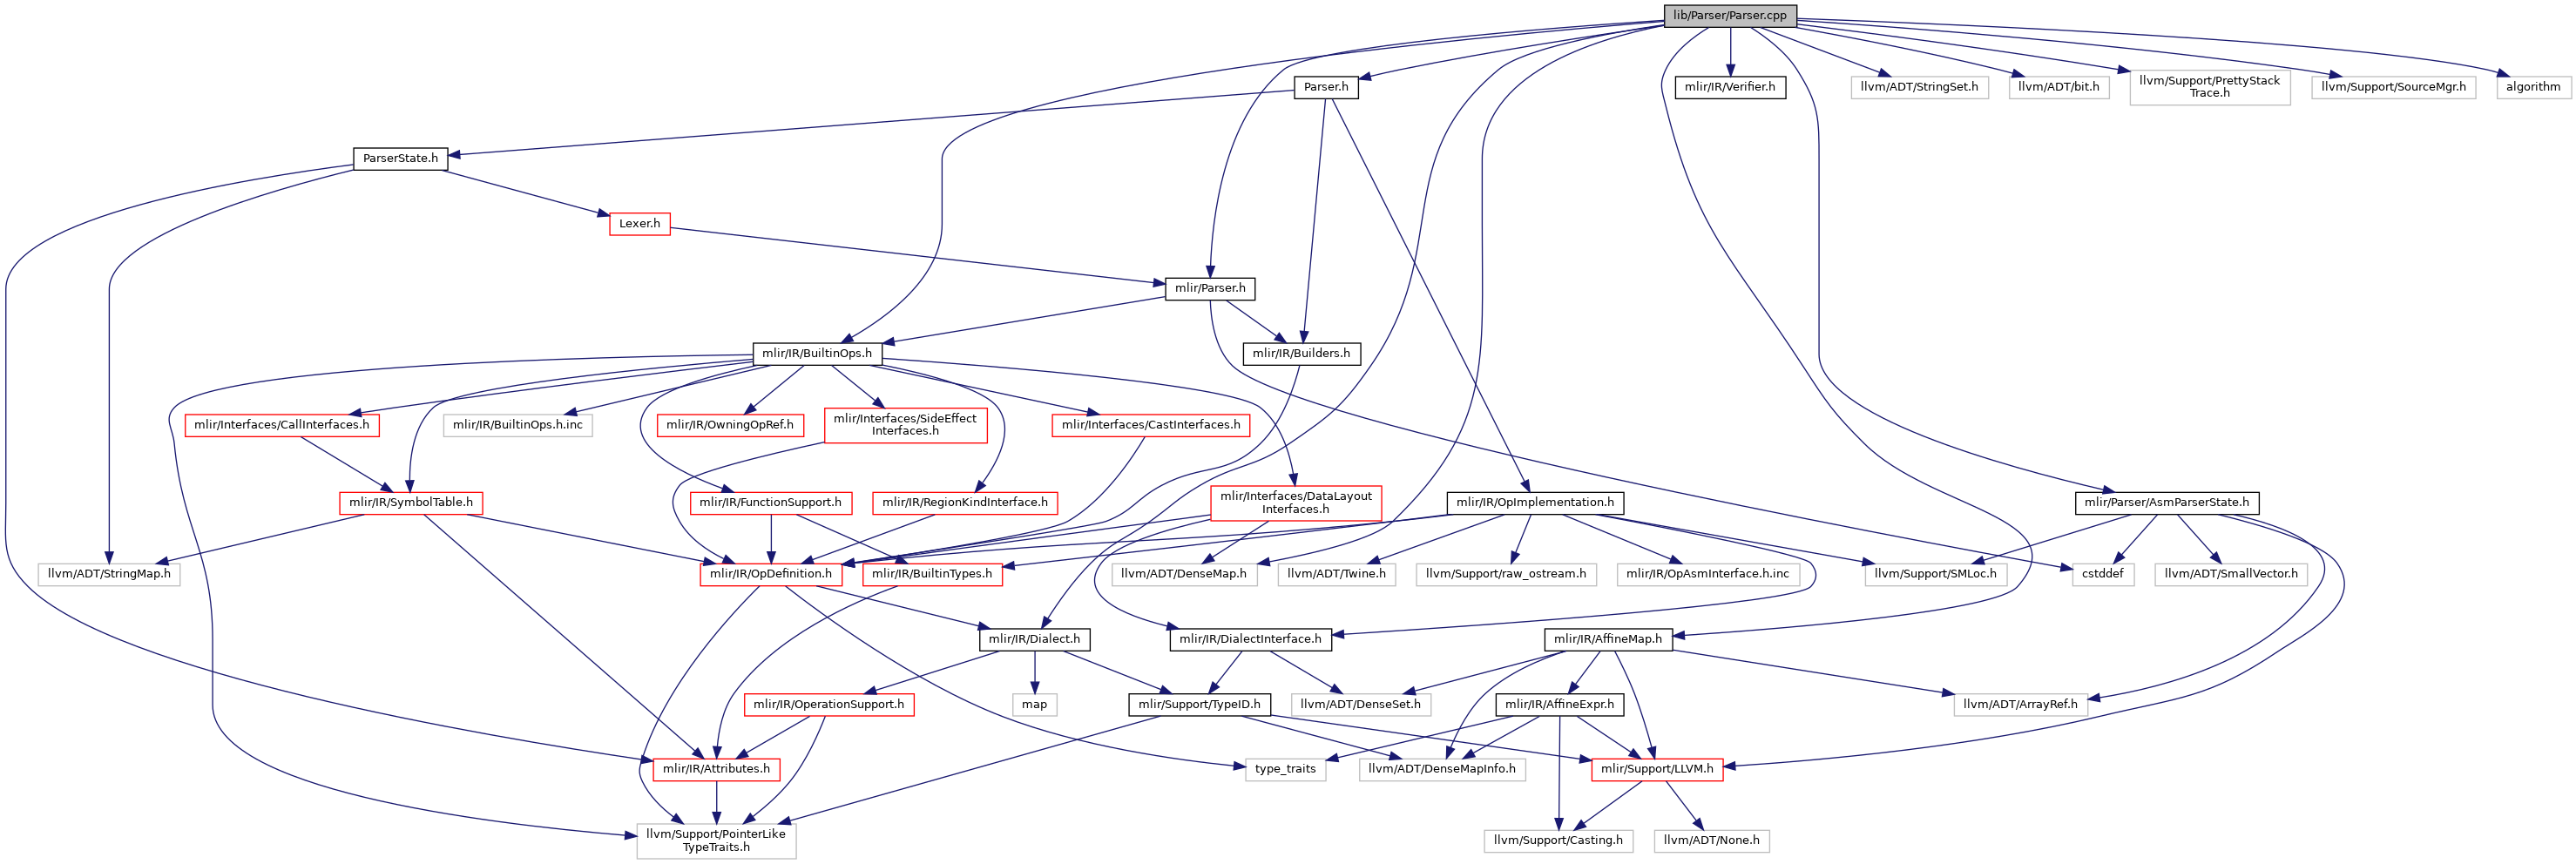 lib/Parser/Parser.cpp
Parser.h
mlir/IR/Verifier.h
llvm/ADT/StringSet.h
llvm/ADT/bit.h
llvm/Support/PrettyStack
Trace.h
llvm/Support/SourceMgr.h
algorithm
ParserState.h
Lexer.h
mlir/Parser.h
mlir/IR/BuiltinOps.h
mlir/IR/Builders.h
mlir/Interfaces/CallInterfaces.h
mlir/IR/BuiltinOps.h.inc
mlir/IR/OwningOpRef.h
mlir/Interfaces/SideEffect
Interfaces.h
mlir/Interfaces/CastInterfaces.h
mlir/IR/SymbolTable.h
mlir/IR/FunctionSupport.h
mlir/IR/RegionKindInterface.h
mlir/Interfaces/DataLayout
Interfaces.h
mlir/IR/OpImplementation.h
mlir/Parser/AsmParserState.h
llvm/ADT/StringMap.h
mlir/IR/OpDefinition.h
mlir/IR/BuiltinTypes.h
llvm/ADT/DenseMap.h
llvm/ADT/Twine.h
llvm/Support/raw_ostream.h
mlir/IR/OpAsmInterface.h.inc
llvm/Support/SMLoc.h
cstddef
llvm/ADT/SmallVector.h
mlir/IR/Dialect.h
mlir/IR/DialectInterface.h
mlir/IR/AffineMap.h
mlir/IR/OperationSupport.h
map
mlir/Support/TypeID.h
llvm/ADT/DenseSet.h
mlir/IR/AffineExpr.h
llvm/ADT/ArrayRef.h
mlir/IR/Attributes.h
type_traits
llvm/ADT/DenseMapInfo.h
mlir/Support/LLVM.h
llvm/Support/PointerLike
TypeTraits.h
llvm/Support/Casting.h
llvm/ADT/None.h